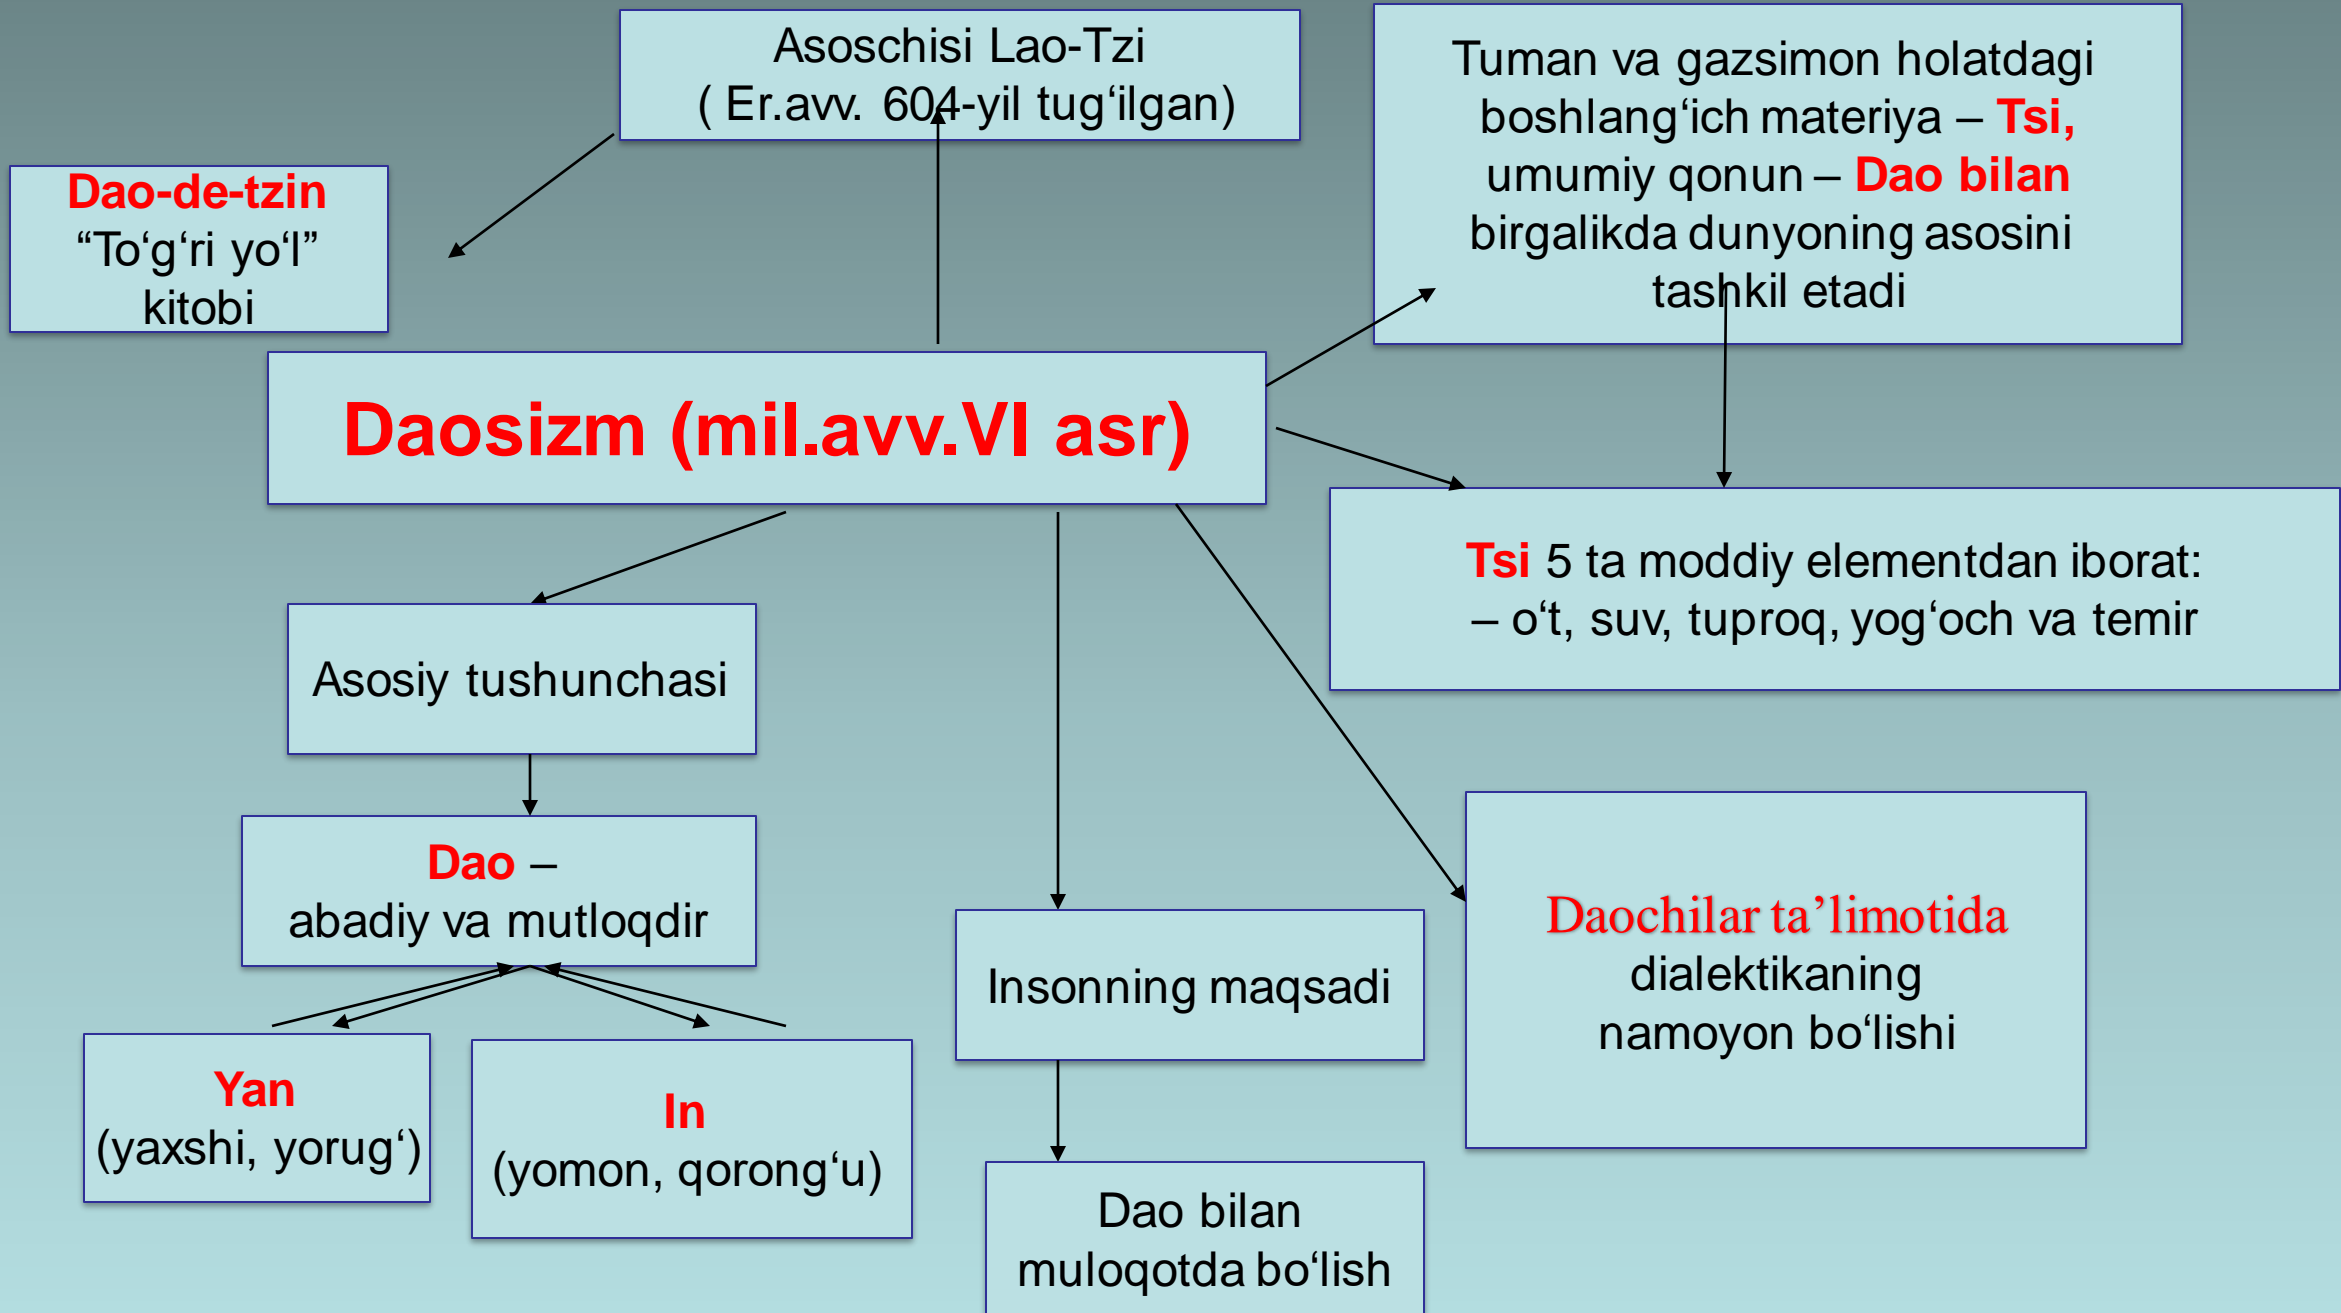 Asoschisi Lao-Tzi
( Er.avv. 604-yil tug‘ilgan)
Tuman va gazsimon holatdagi
boshlang‘ich materiya – Tsi,
umumiy qonun – Dao bilan
birgalikda dunyoning asosini
tashkil etadi
Dao-de-tzin
“To‘g‘ri yo‘l”
kitobi
Daosizm (mil.avv.VI asr)
Tsi 5 ta moddiy elementdan iborat:
– o‘t, suv, tuproq, yog‘och va temir
Asosiy tushunchasi
Dao –
abadiy va mutloqdir
Yan
(yaxshi, yorug‘)
In
(yomon, qorong‘u)
Insonning maqsadi
Dao bilan
muloqotda bo‘lish
Daochilar ta’limotida
dialektikaning
namoyon bo‘lishi